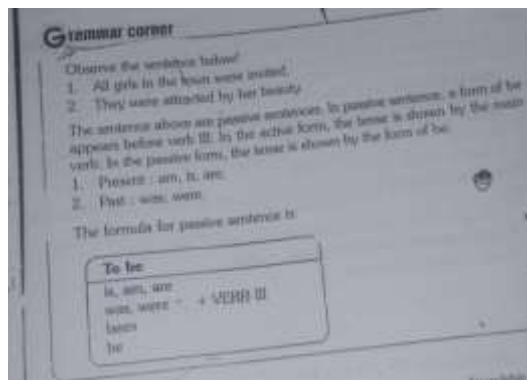 Grammar corner
Observe the sentence below!
1. All girls in the town were invited.
2. They were attracted by her beauty.
The sentence above are passive sentences. In passive sentence, a form of be
appears before verb III. In the active form, the tense is shown by the main
verb. In the passive form, the tense is shown by the form of be.
1. Present : am, is, are.
2. Past : was, were.
The formula for passive sentence is
To be
is, am, are
was, were + VERB III
be